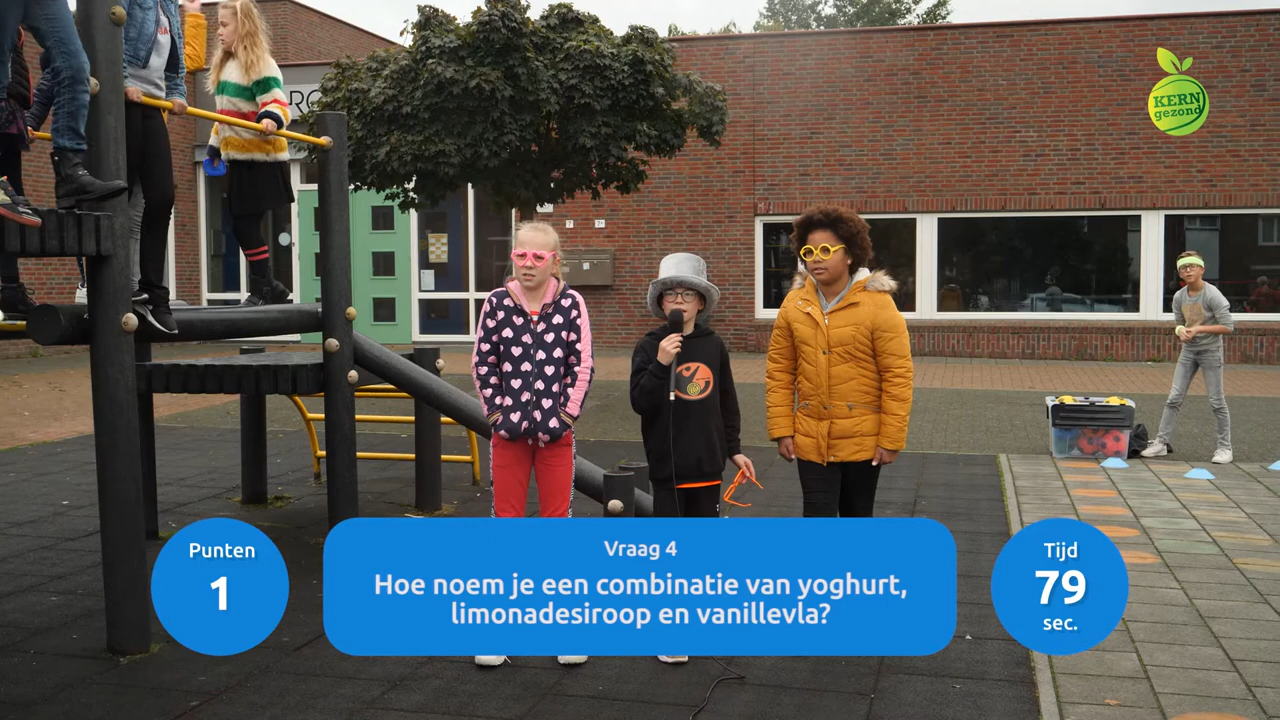 KERN
gezond
Punten
1
Vraag 4
Hoe noem je een combinatie van yoghurt,
limonadesiroop en vanillevla?
Tijd
79
sec.